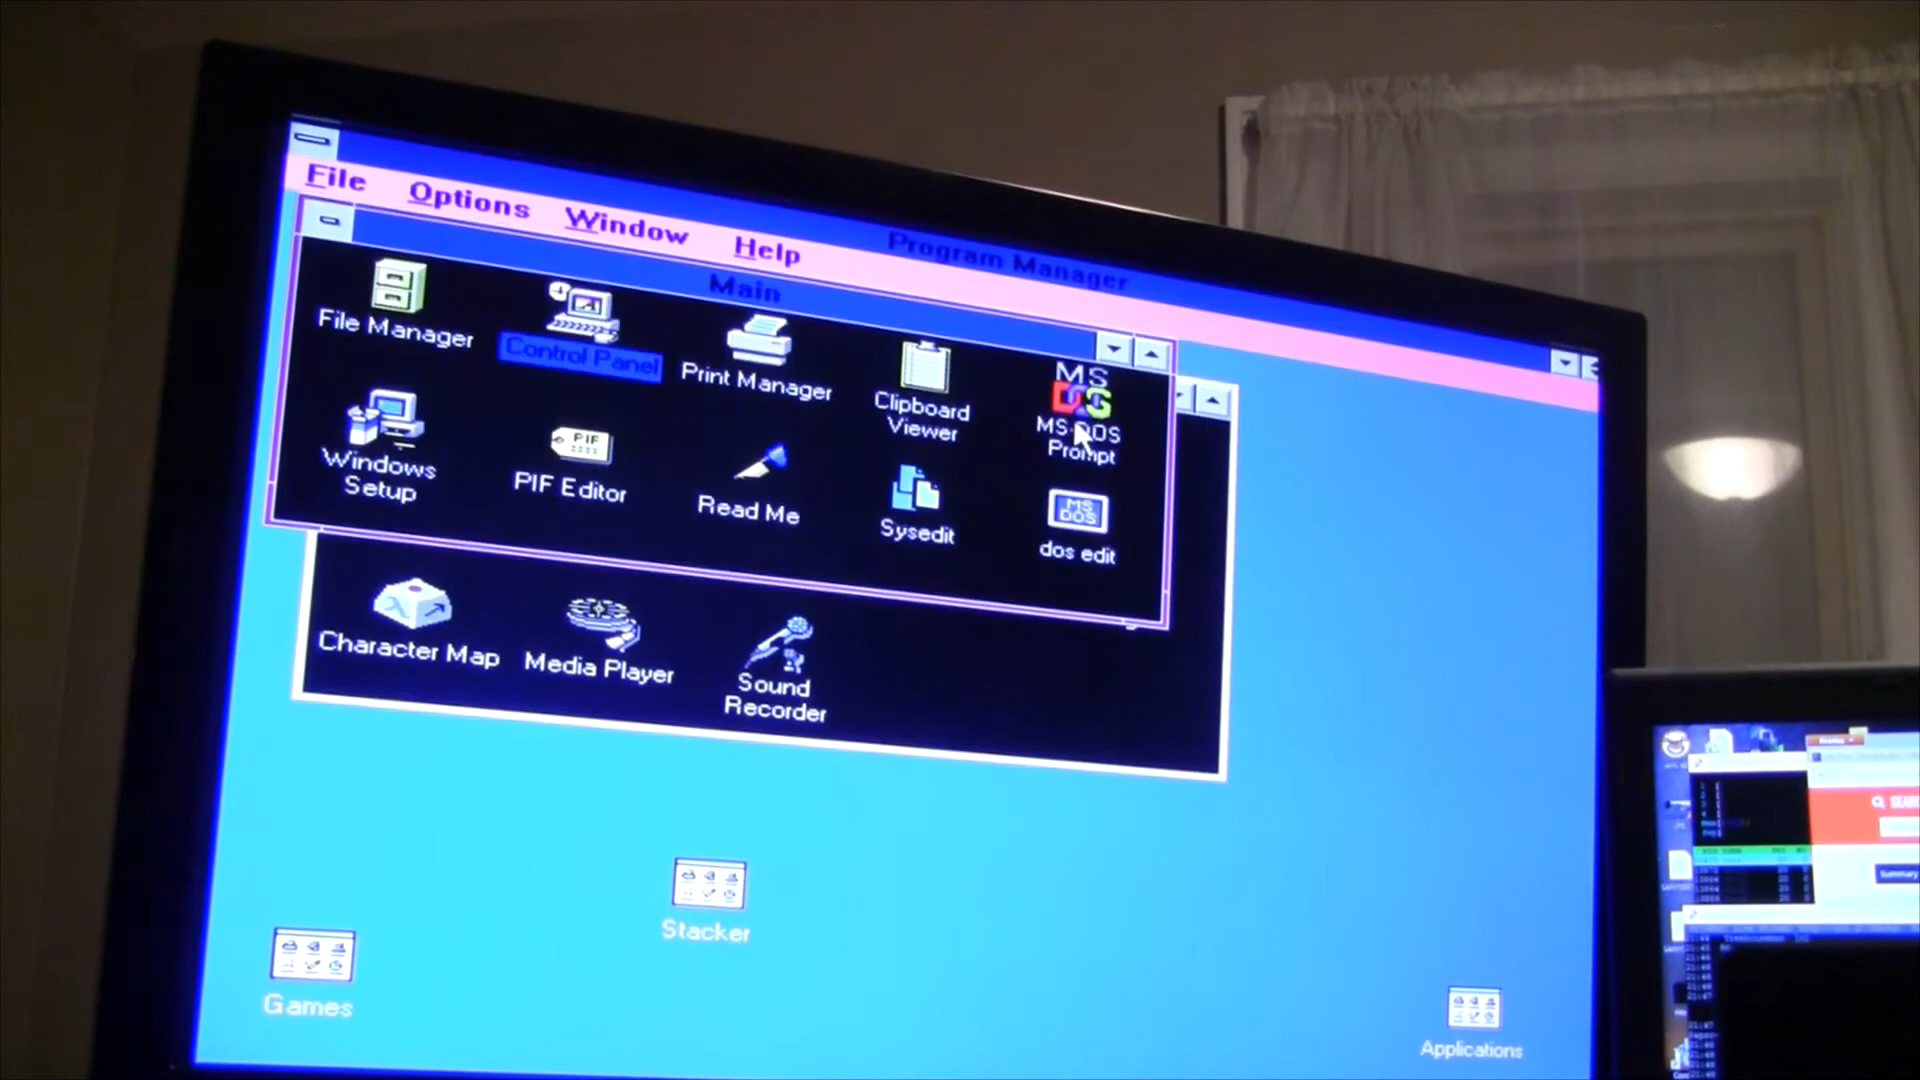 Program Manager
File Options Window Help
Main
File Manager
Control Panel
Print Manager
Clipboard
Viewer
MS
DOS
MS-DOS
Prompt
Windows
Setup
PIF
PIF Editor
Read Me
Sysedit
MS
DOS
dos edit
Character Map
Media Player
Sound
Recorder
Stacker
Games
Applications
Summary